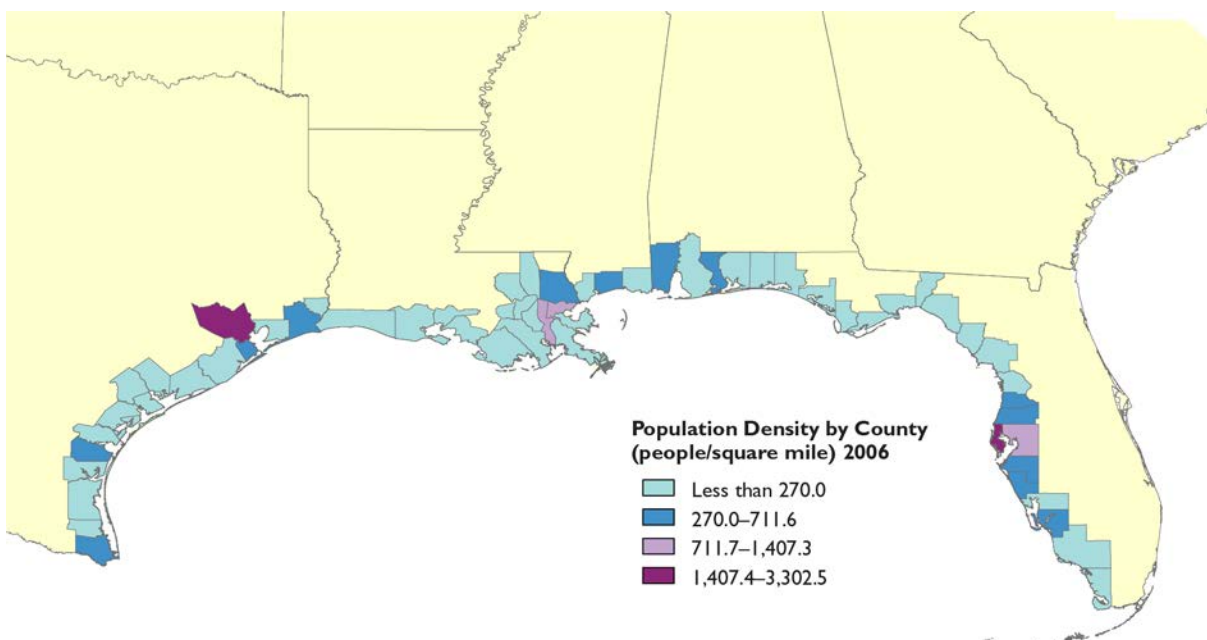 Population Density by County
(people/square mile) 2006
Less than 270.0
270.0–711.6
711.7–1,407.3
1,407.4–3,302.5